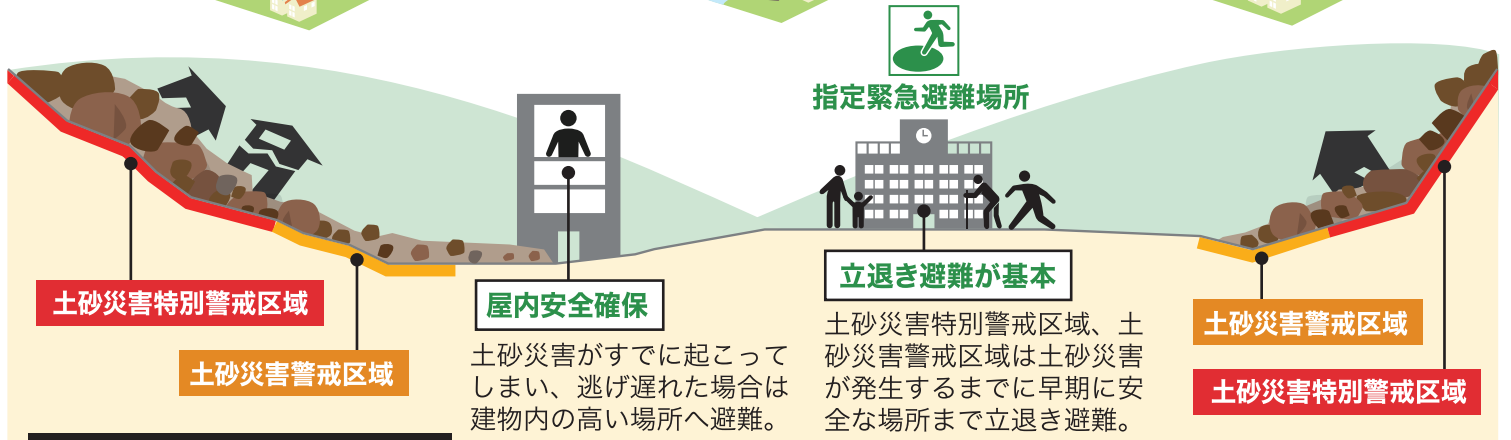 指定緊急避難場所
土砂災害特別警戒区域
土砂災害警戒区域
屋内安全確保
土砂災害がすでに起こって
しまい、逃げ遅れた場合は
建物内の高い場所へ避難。
立退き避難が基本
土砂災害特別警戒区域、土
砂災害警戒区域は土砂災害
が発生するまでに早期に安
全な場所まで立退き避難。
土砂災害警戒区域
土砂災害特別警戒区域